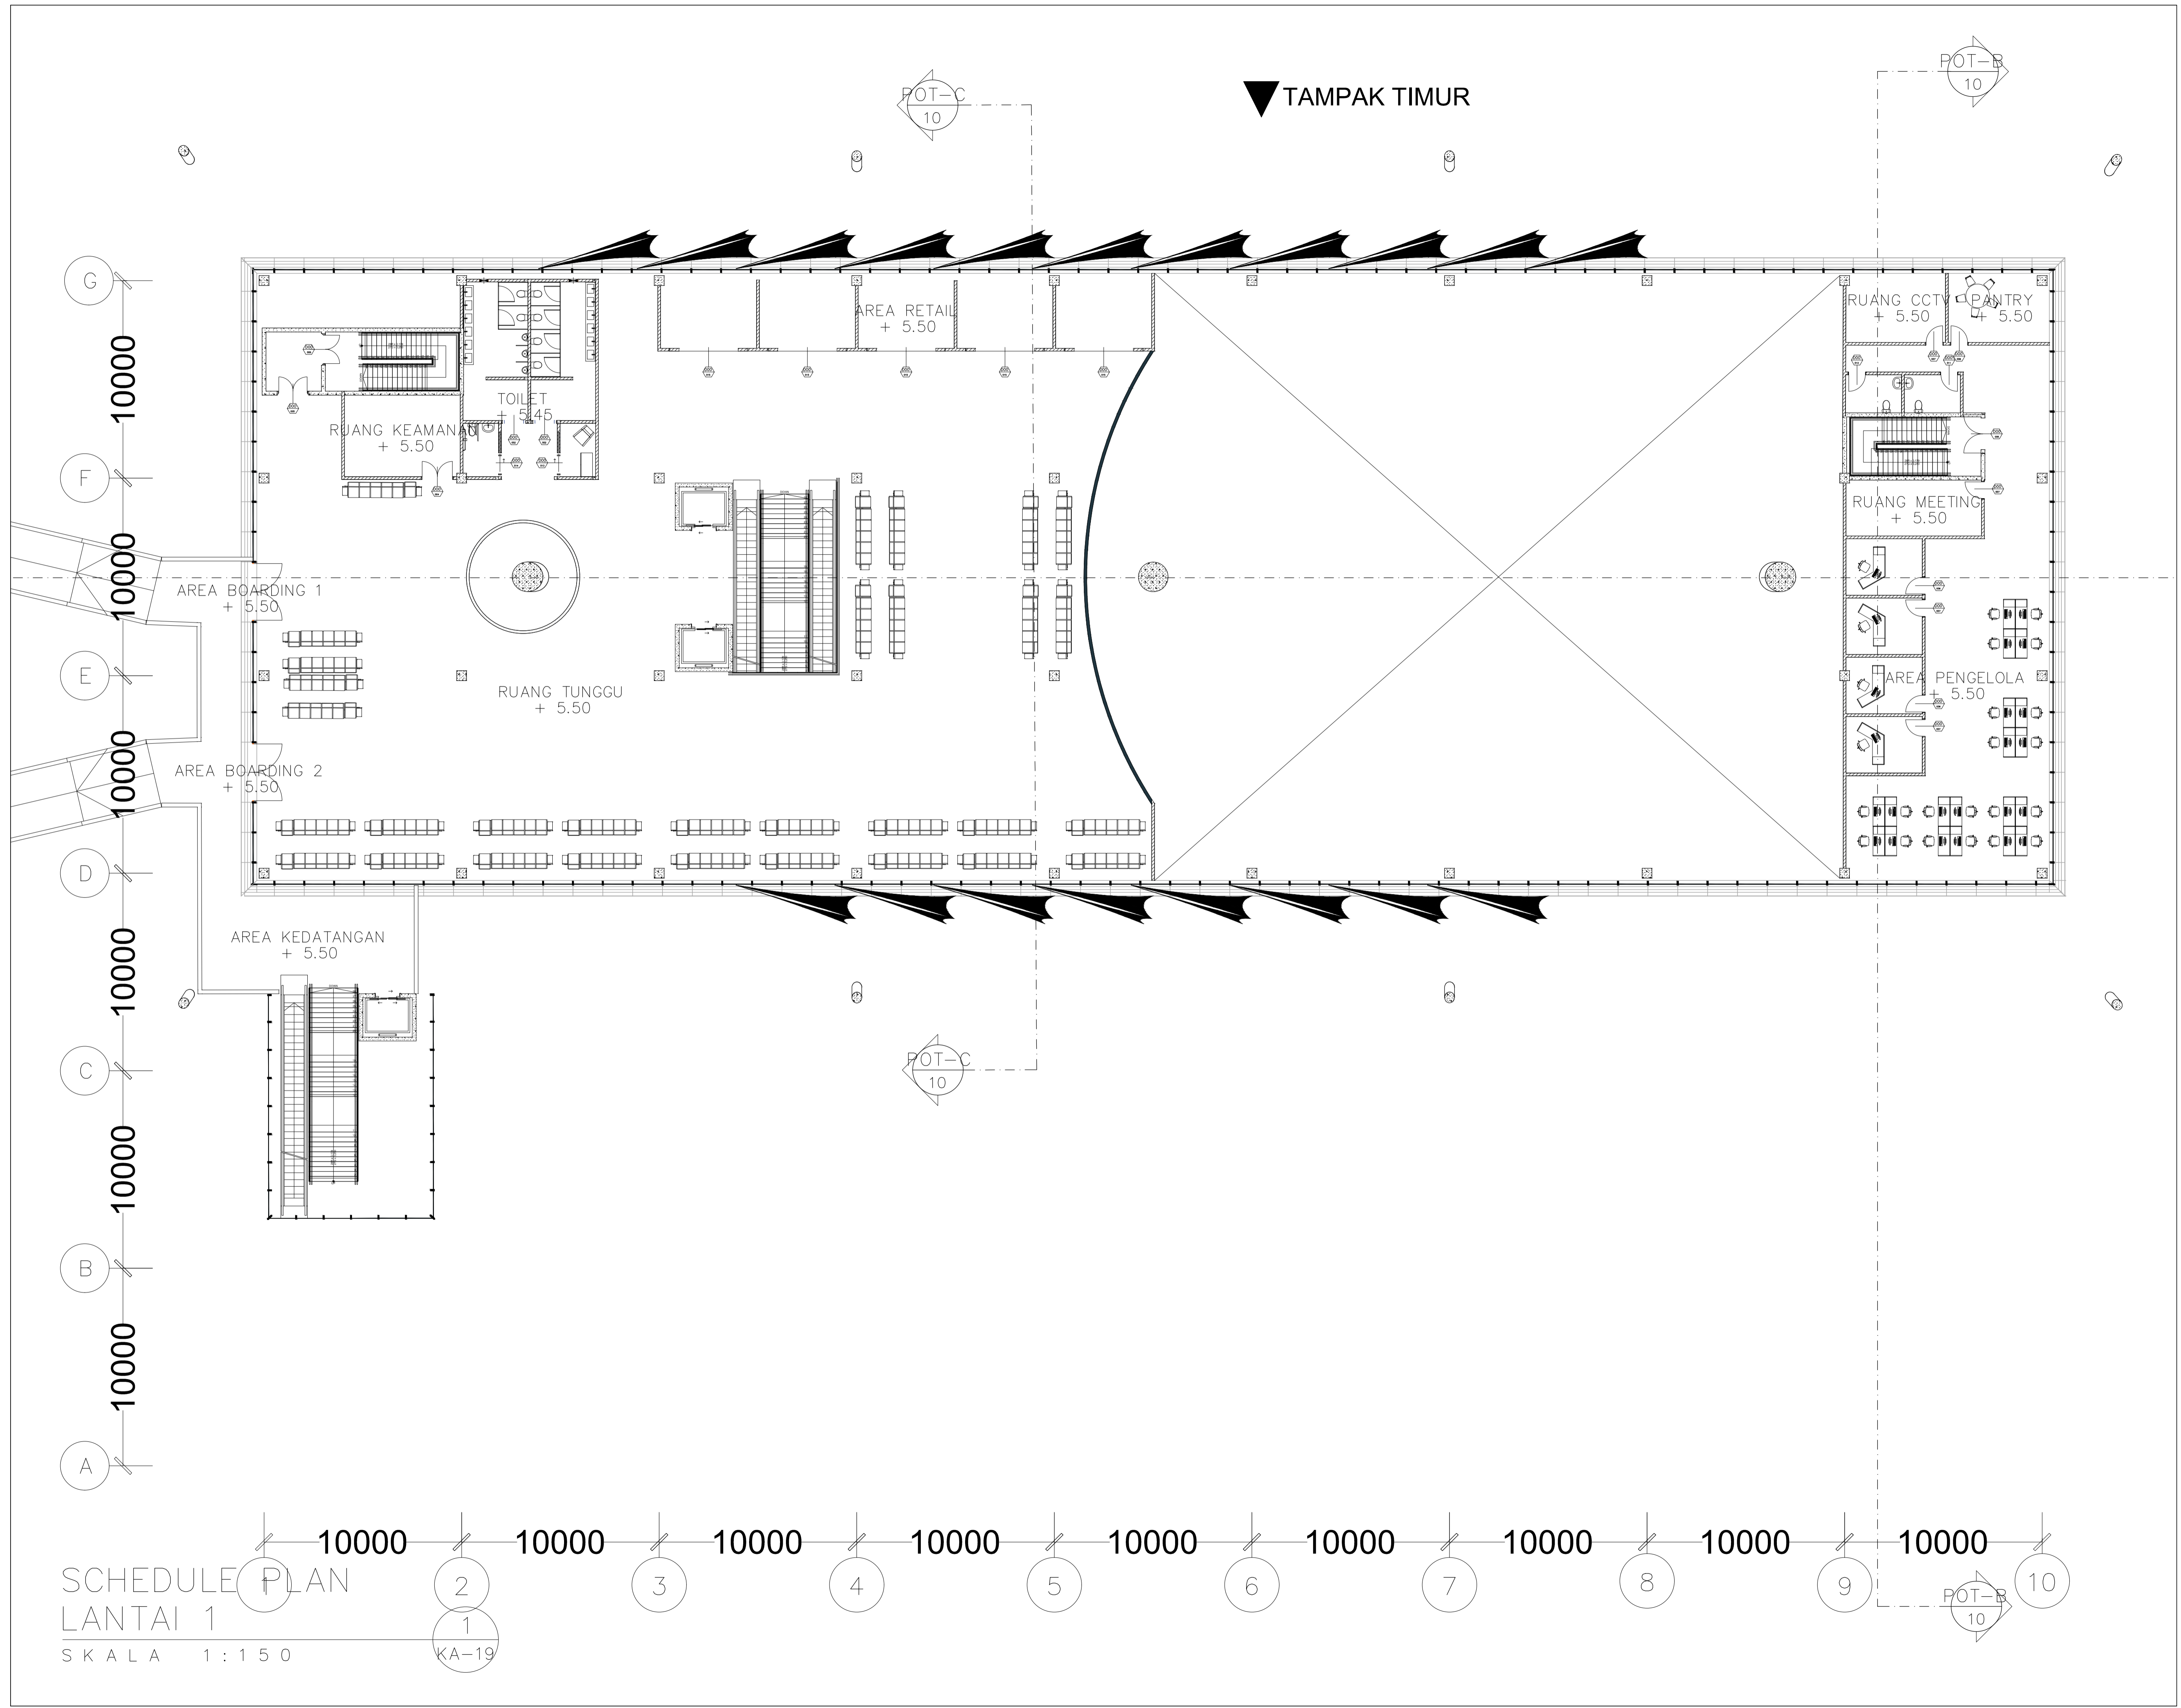 POT-B
10
POT-C
10
TAMPAK TIMUR
G
10000
AREA RETAIL
+ 5.50
RUANG CCTV
+ 5.50
PANTRY
+ 5.50
TOILET
+ 5.45
RUANG KEAMANAN
+ 5.50
F
RUANG MEETING
+ 5.50
10000
AREA BOARDING 1
+ 5.50
E
RUANG TUNGGU
+ 5.50
AREA PENGELOLA
+ 5.50
10000
AREA BOARDING 2
+ 5.50
D
AREA KEDATANGAN
+ 5.50
10000
C
POT-C
10
10000
B
10000
A
10000 10000 10000 10000 10000 10000 10000 10000 10000
1 2 3 4 5 6 7 8 9 10
POT-B
10
SCHEDULE PLAN
LANTAI 1
SKALA 1:150
1
KA-19